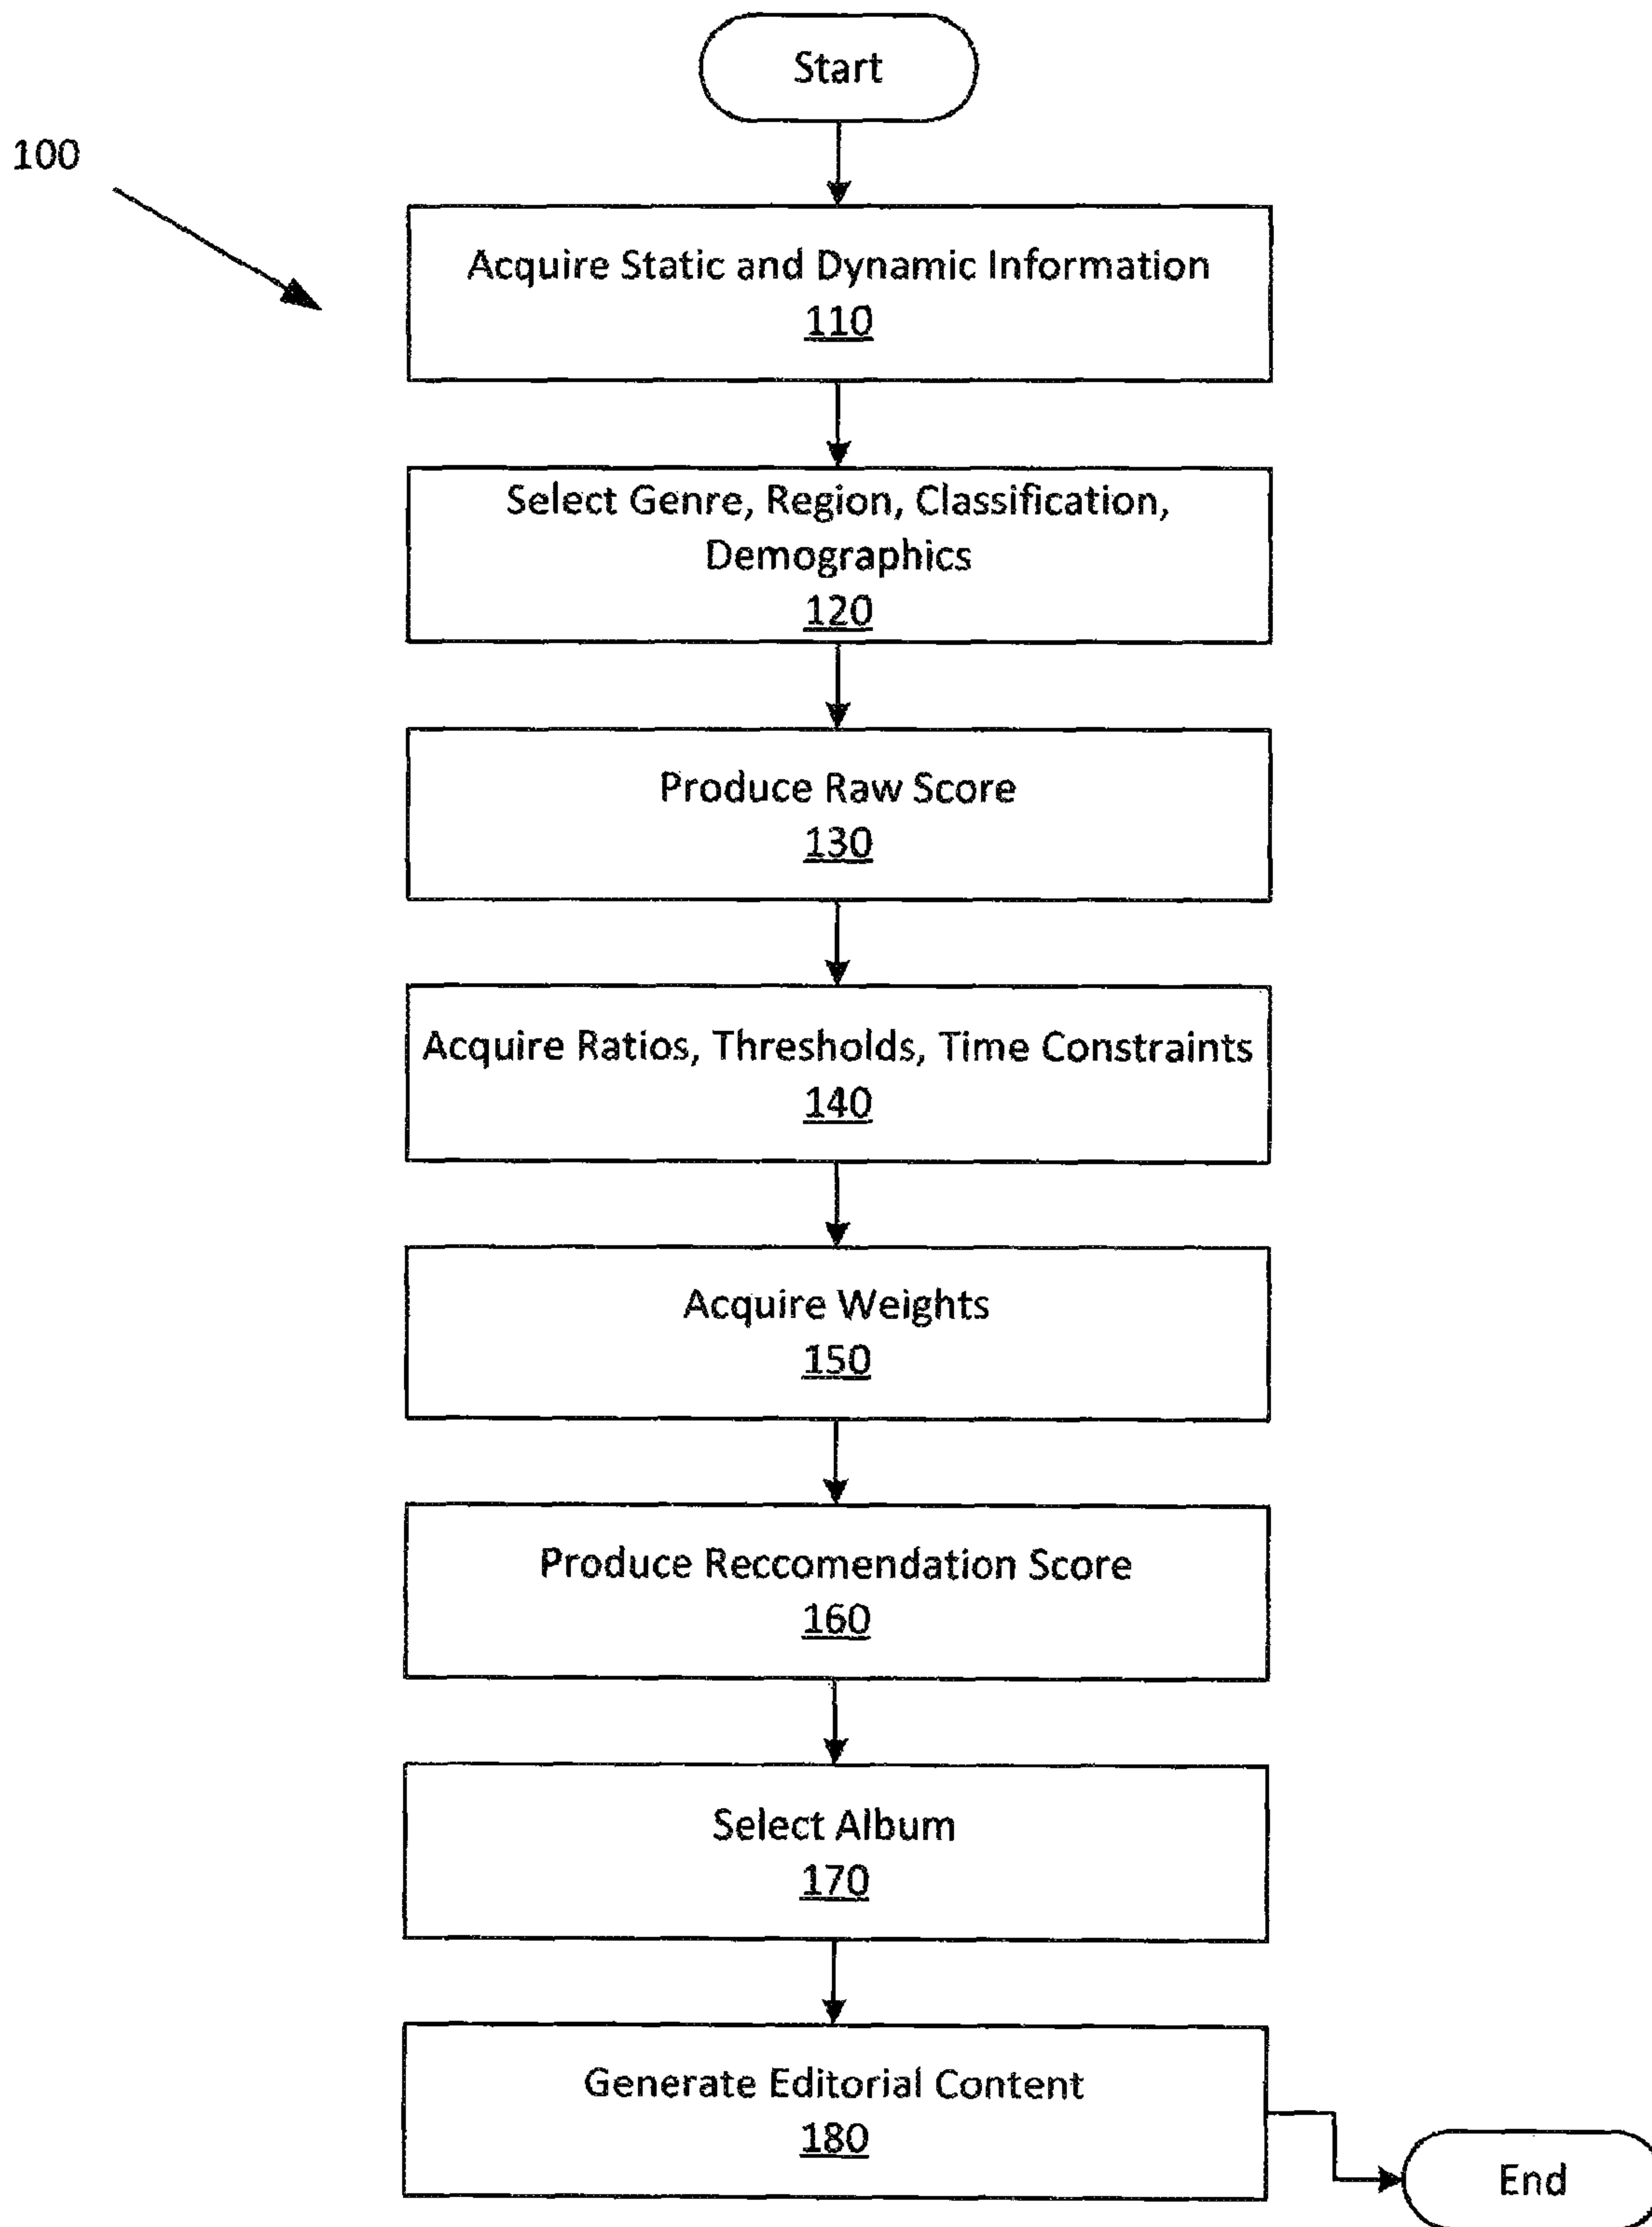 Start
100
Acquire Static and Dynamic Information
110
Select Genre, Region, Classification,
Demographics
120
Produce Raw Score
130
Acquire Ratios, Thresholds, Time Constraints
140
Acquire Weights
150
Produce Reccomendation Score
160
Select Album
170
Generate Editorial Content
180
End